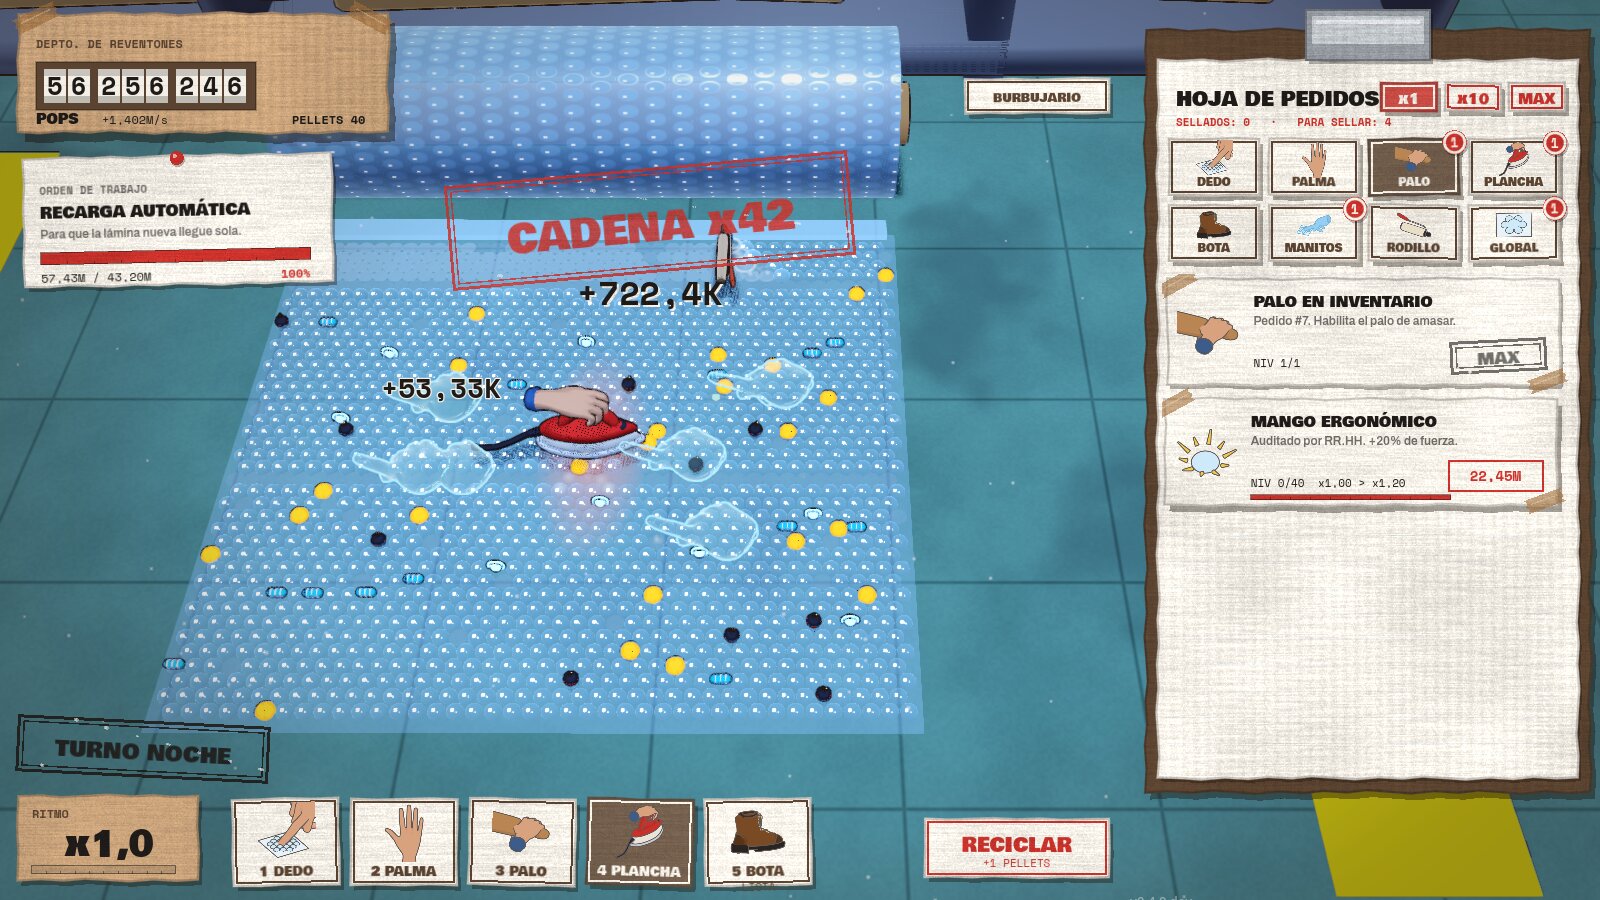 DEPTO. DE REVENTONES
56 256 246
POPS +1,402M/s PELLETS 40
ORDEN DE TRABAJO
RECARGA AUTOMÁTICA
Para que la lámina nueva llegue sola.
57,43M / 43,20M 100%
CADENA x42
+722,4K
+53,33K
BURBUJARIO
HOJA DE PEDIDOS x1 x10 MAX
SELLADOS: 0 · PARA SELLAR: 4
DEDO
PALMA
PALO 1
PLANCHA 1
BOTA
MANITOS 1
RODILLO
GLOBAL 1
PALO EN INVENTARIO
Pedido #7. Habilita el palo de amasar.
NIV 1/1 MAX
MANGO ERGONÓMICO
Auditado por RR.HH. +20% de fuerza.
22,45M
NIV 0/40 x1,00 > x1,20
TURNO NOCHE
RITMO
x1,0
1 DEDO
2 PALMA
3 PALO
4 PLANCHA
5 BOTA
RECICLAR
+1 PELLETS